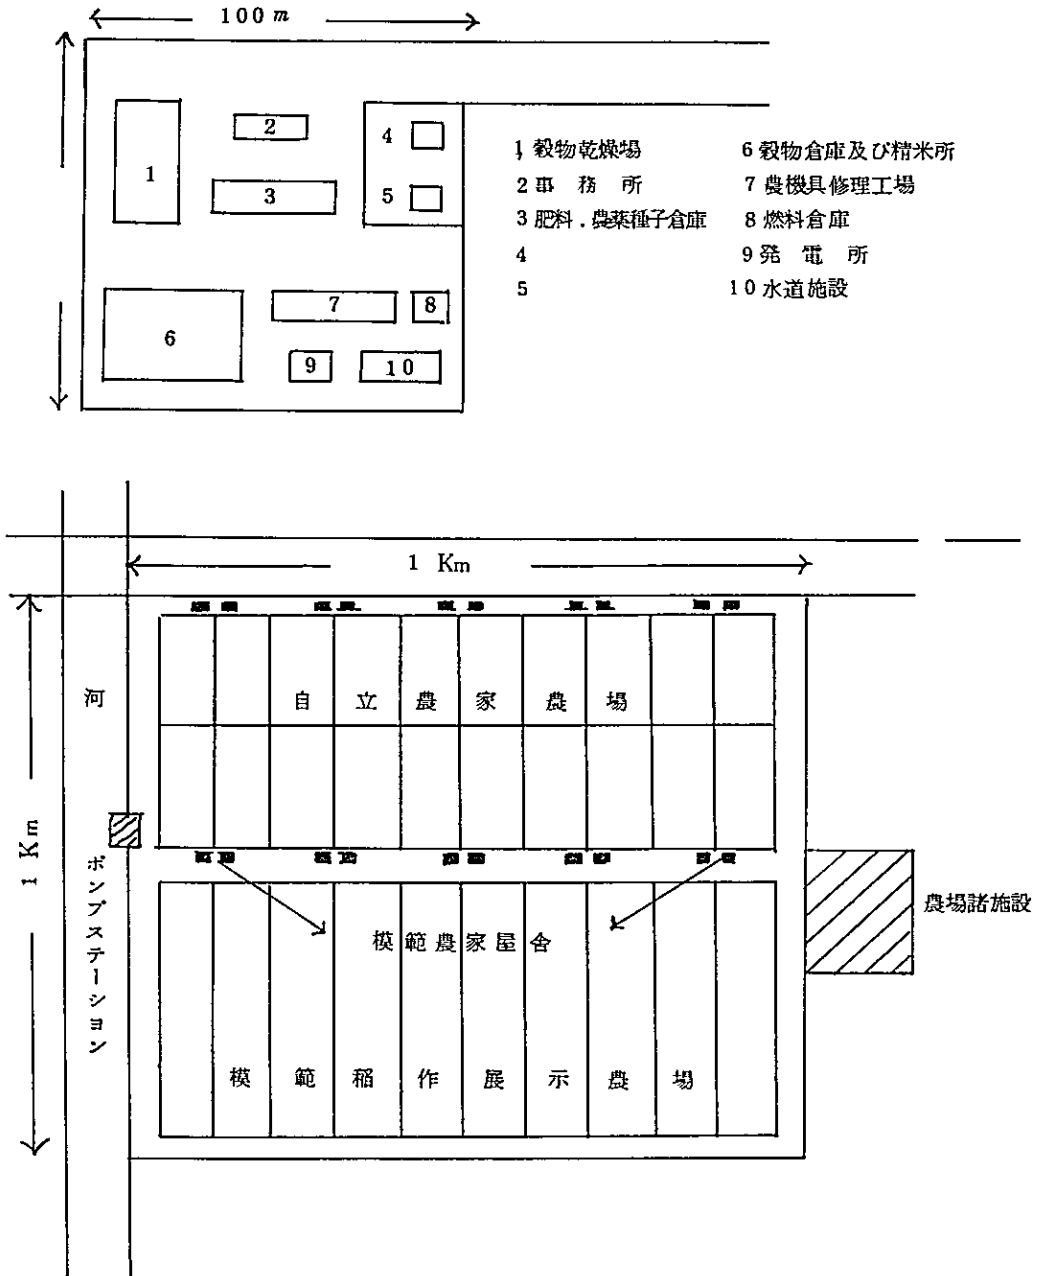 100m
1
2
3
4
5
6
7
8
9
10
1 穀物乾燥場
2 事務所
3 肥料.農薬種子倉庫
4
5
6 穀物倉庫及び精米所
7 農機具修理工場
8 燃料倉庫
9 発電所
10 水道施設
1 Km
1 Km
河
自立農家農場
ポンプステーション
農場諸施設
模範農家屋舎
模範稲作展示農場